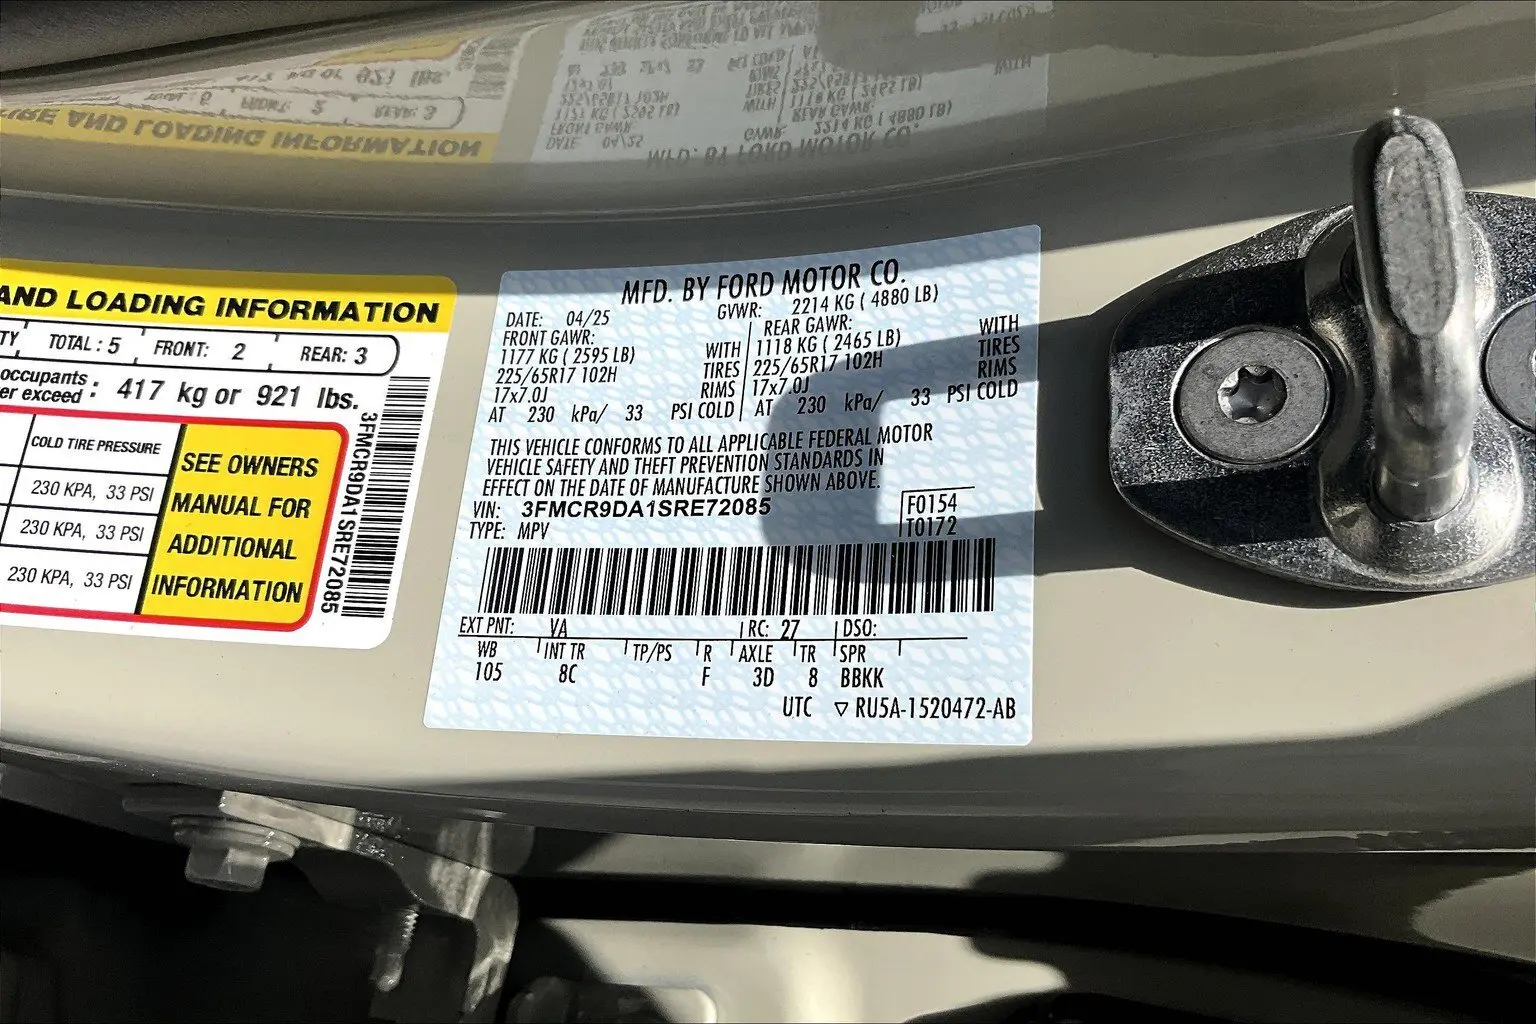 AND LOADING INFORMATION
TY TOTAL : 5 FRONT: 2 REAR: 3
occupants
er exceed : 417 kg or 921 lbs.
COLD TIRE PRESSURE
230 KPA, 33 PSI
230 KPA, 33 PSI
230 KPA, 33 PSI
SEE OWNERS
MANUAL FOR
ADDITIONAL
INFORMATION
3FMCR9DA1SRE72085
MFD. BY FORD MOTOR CO.
DATE: 04/25 GVWR: 2214 KG ( 4880 LB)
FRONT GAWR: REAR GAWR:
1177 KG ( 2595 LB) WITH 1118 KG ( 2465 LB) WITH
225/65R17 102H TIRES 225/65R17 102H TIRES
17x7.0J RIMS 17x7.0J RIMS
AT 230 kPa/ 33 PSI COLD AT 230 kPa/ 33 PSI COLD
THIS VEHICLE CONFORMS TO ALL APPLICABLE FEDERAL MOTOR
VEHICLE SAFETY AND THEFT PREVENTION STANDARDS IN
EFFECT ON THE DATE OF MANUFACTURE SHOWN ABOVE.
VIN: 3FMCR9DA1SRE72085 F0154
TYPE: MPV T0172
EXT PNT: VA RC: 27 DSO:
WB INT TR TP/PS R AXLE TR SPR
105 8C F 3D 8 BBKK
UTC ▽ RU5A-1520472-AB